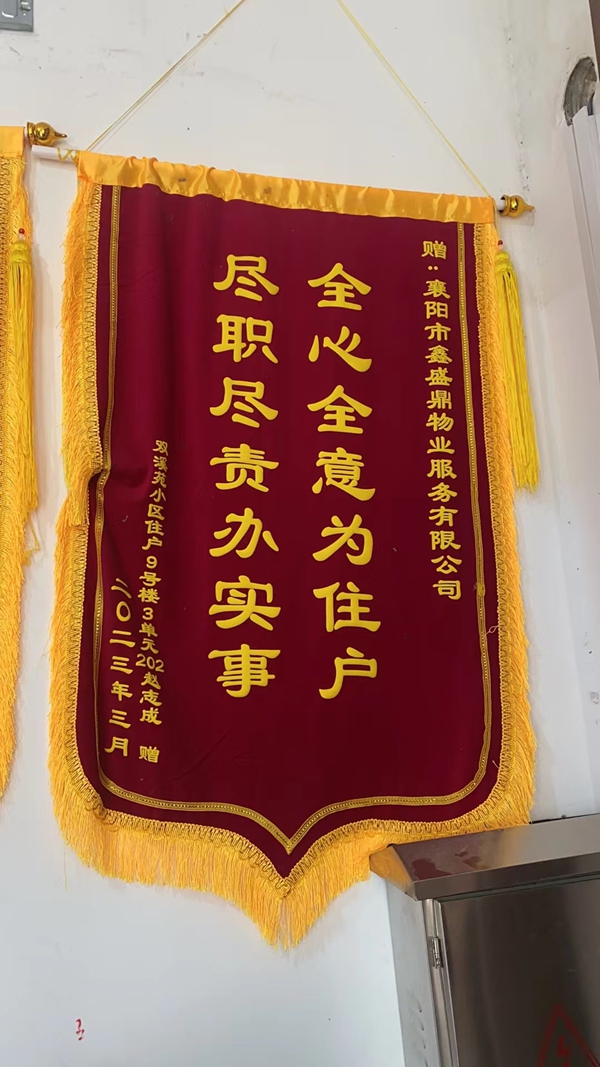 赠：襄阳市鑫盛鼎物业服务有限公司
全心全意为住户
尽职尽责办实事
双溪苑小区住户9号楼3单元202赵志成 赠
二〇二三年三月